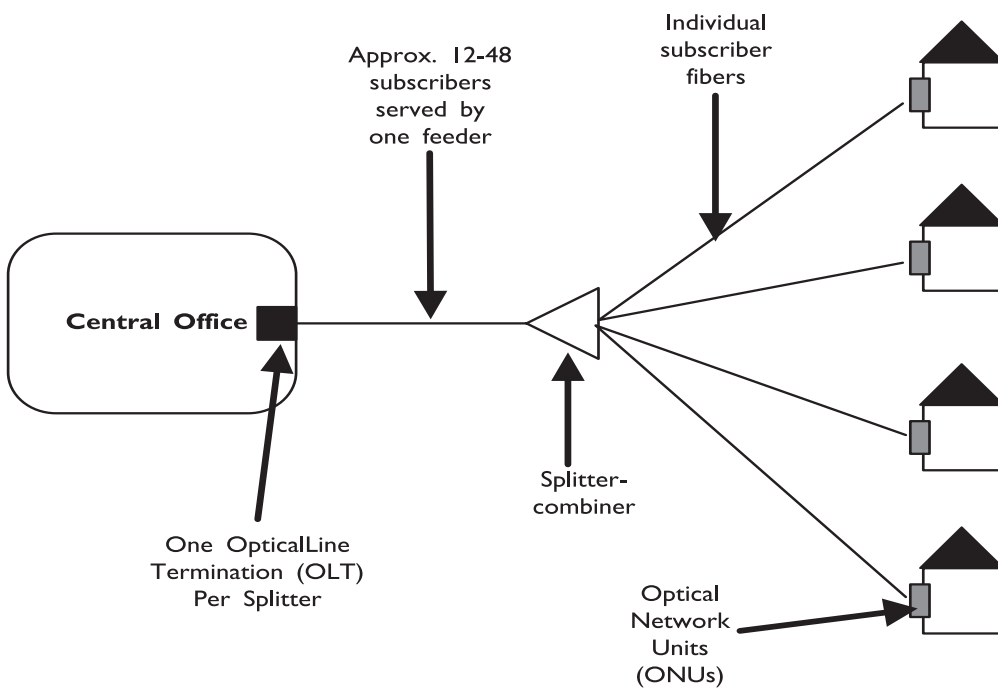 Approx. 12-48
subscribers
served by
one feeder
Individual
subscriber
fibers
Central Office
Splitter-
combiner
One OpticalLine
Termination (OLT)
Per Splitter
Optical
Network
Units
(ONUs)